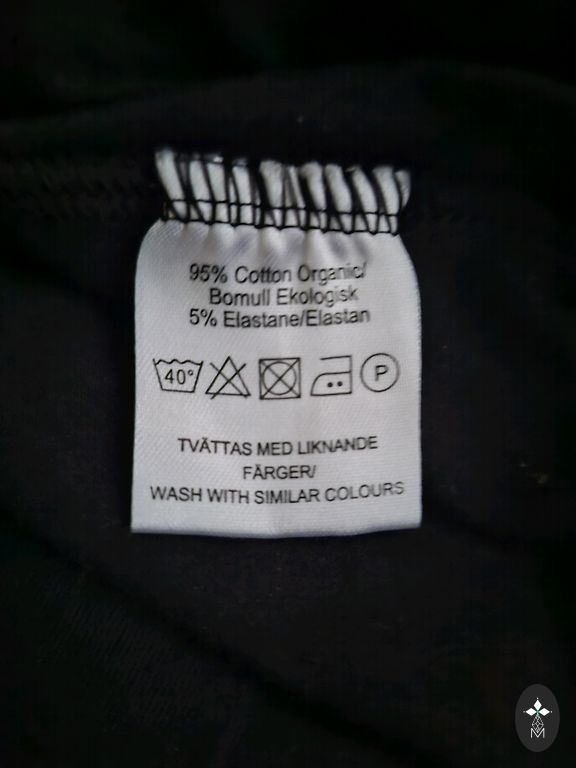 95% Cotton Organic/
Bomull Ekologisk
5% Elastane/Elastan
40° P
TVÄTTAS MED LIKNANDE
FÄRGER/
WASH WITH SIMILAR COLOURS
M